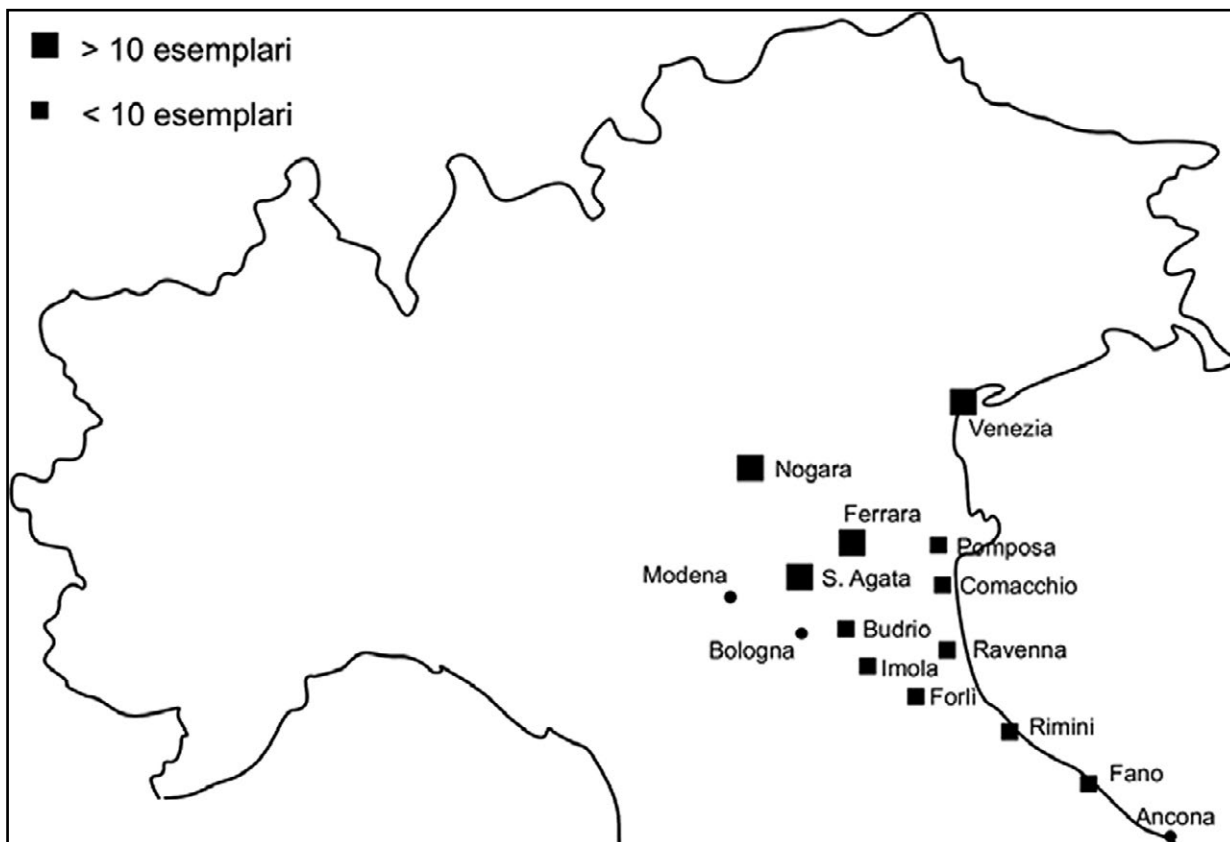 > 10 esemplari
< 10 esemplari
Venezia
Nogara
Ferrara
Pomposa
S. Agata
Modena
Comacchio
Budrio
Bologna
Ravenna
Imola
Forlì
Rimini
Fano
Ancona